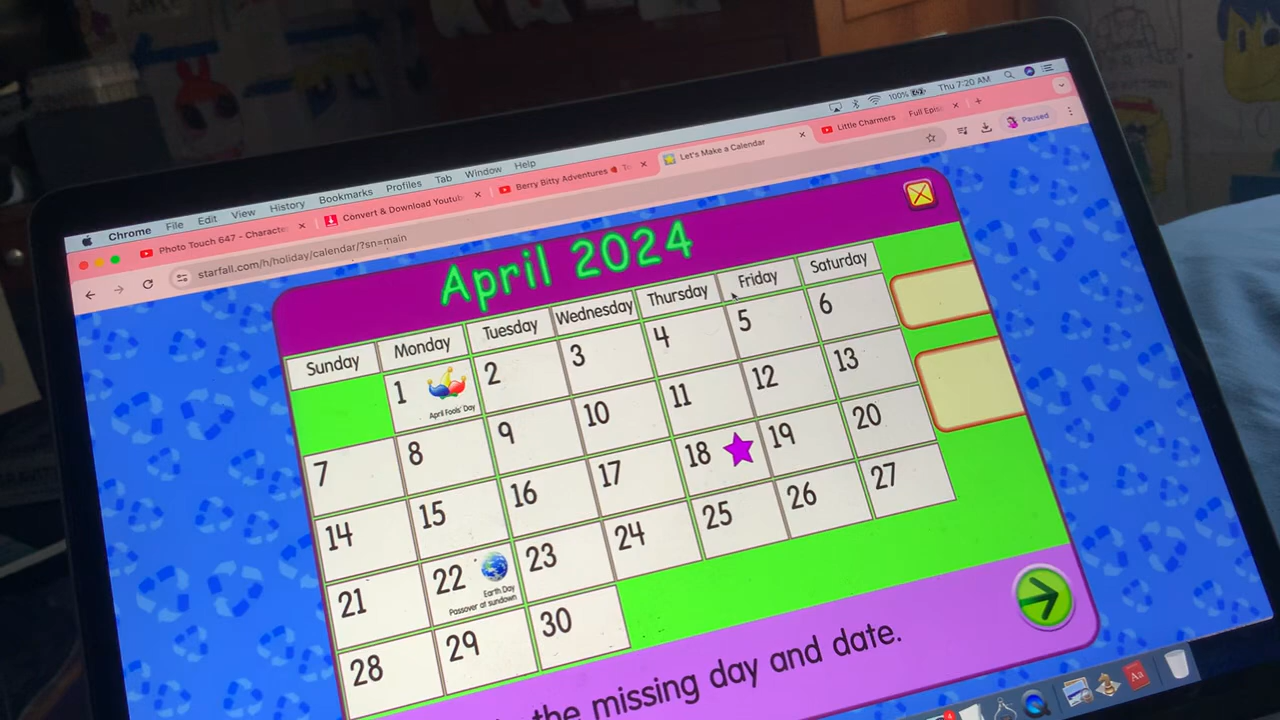 Chrome File Edit View History Bookmarks Profiles Tab Window Help 100% Thu 7:20 AM
Photo Touch 647 - Characte Convert & Download Youtub Berry Bitty Adventures Let's Make a Calendar Little Charmers Full Epis
starfall.com/h/holiday/calendar/?sn=main Paused
April 2024
Sunday Monday Tuesday Wednesday Thursday Friday Saturday
1 2 3 4 5 6
April Fools' Day
7 8 9 10 11 12 13
14 15 16 17 18 19 20
21 22 23 24 25 26 27
Earth Day
Passover at sundown
28 29 30
the missing day and date.
Aa